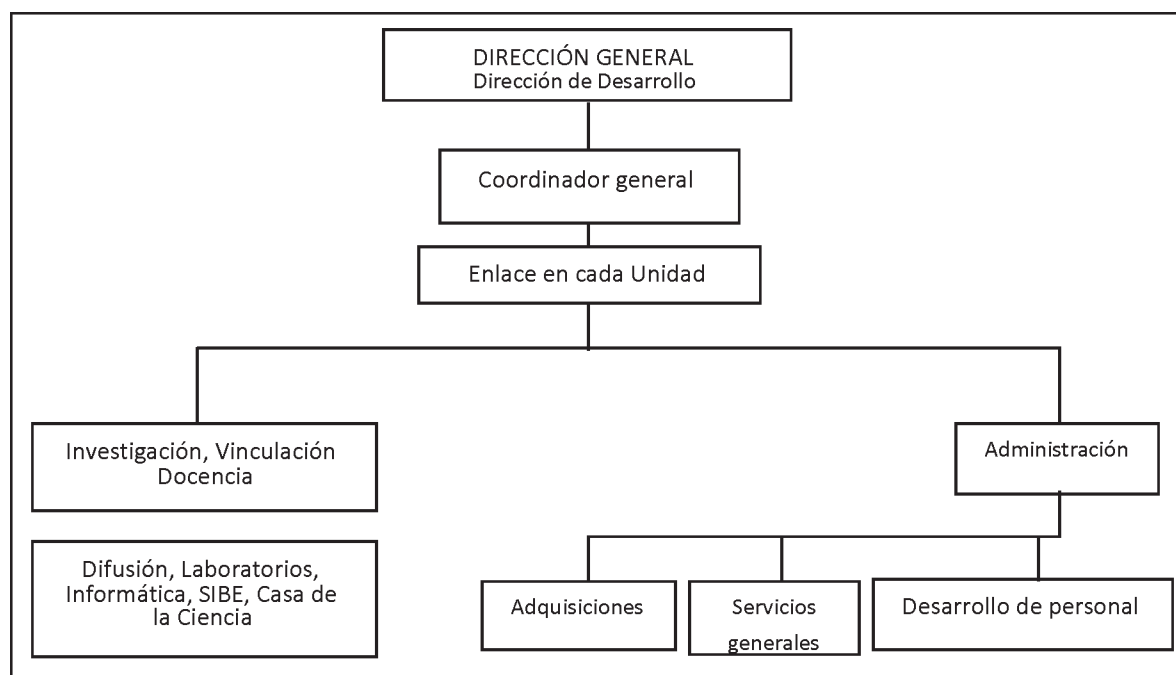 DIRECCIÓN GENERAL
Dirección de Desarrollo
Coordinador general
Enlace en cada Unidad
Investigación, Vinculación
Docencia
Administración
Difusión, Laboratorios,
Informática, SIBE, Casa de
la Ciencia
Adquisiciones
Servicios
generales
Desarrollo de personal